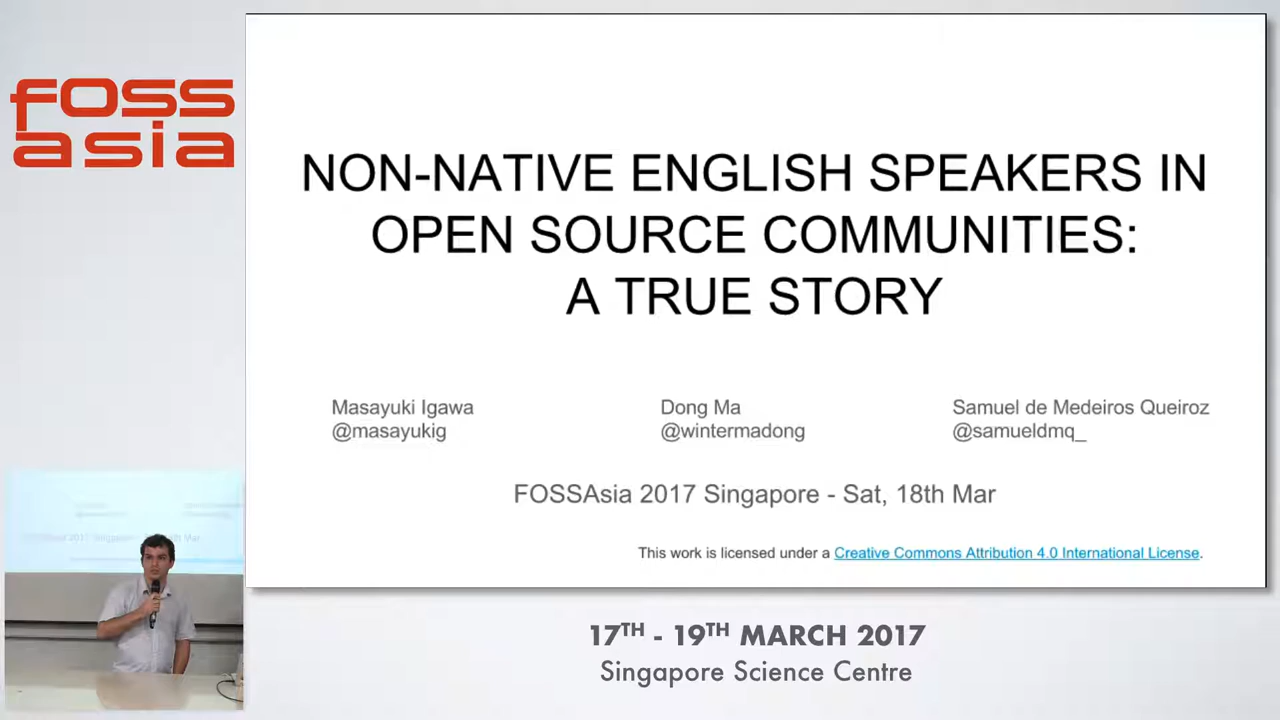 foss
asia
NON-NATIVE ENGLISH SPEAKERS IN
OPEN SOURCE COMMUNITIES:
A TRUE STORY
Masayuki Igawa
@masayukig
Dong Ma
@wintermadong
Samuel de Medeiros Queiroz
@samueldmq_
FOSSAsia 2017 Singapore - Sat, 18th Mar
This work is licensed under a Creative Commons Attribution 4.0 International License.
17TH - 19TH MARCH 2017
Singapore Science Centre